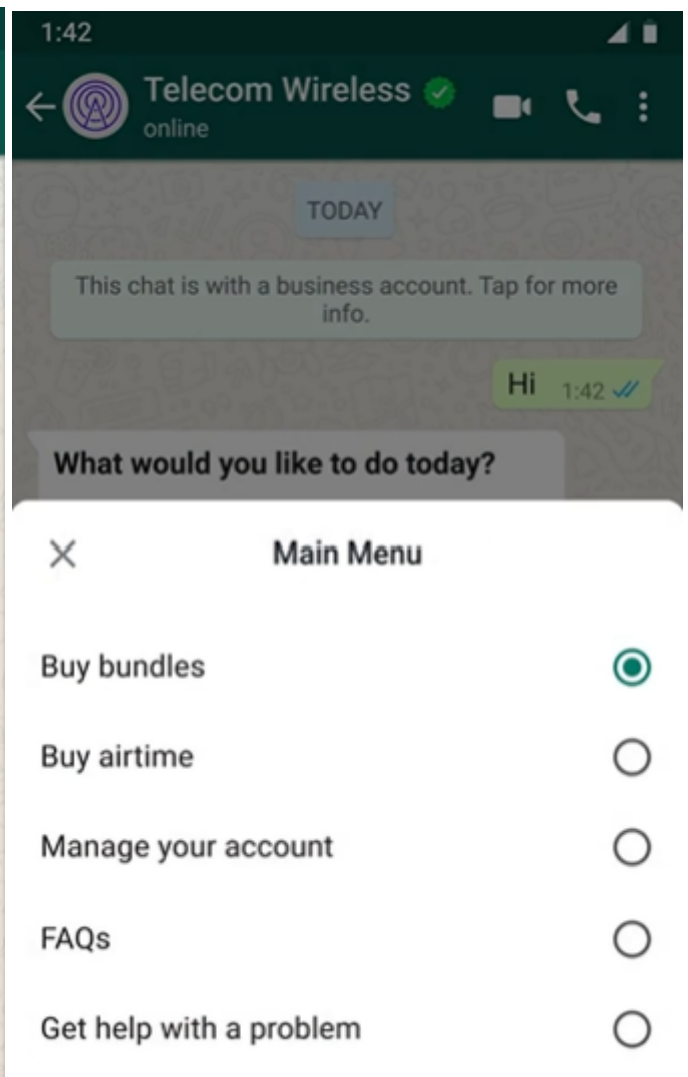 1:42
Telecom Wireless
online
TODAY
This chat is with a business account. Tap for more
info.
Hi 1:42
What would you like to do today?
Main Menu
Buy bundles
Buy airtime
Manage your account
FAQs
Get help with a problem